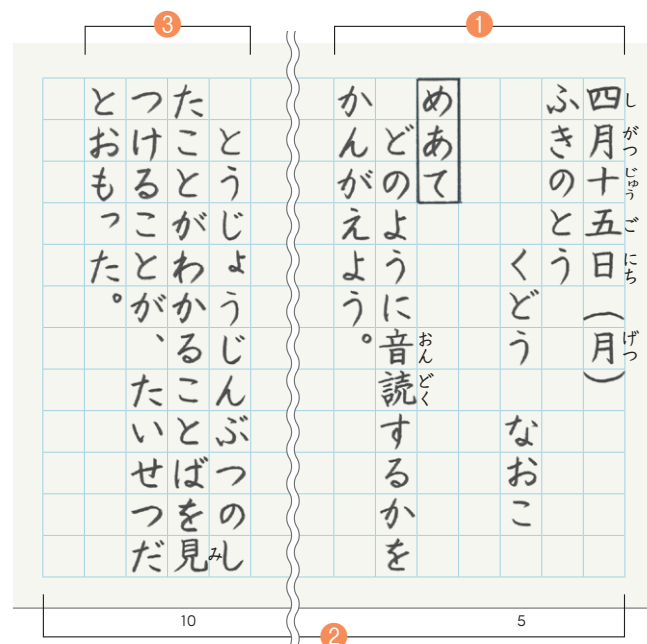 ①
四月十五日（月）
し がつ じゅう ご にち げつ
ふきのとう
くどう なおこ
めあて
どのように音読するかを
おん どく
かんがえよう。
③
とうじょうじんぶつのし
たことがわかることばを見
み
つけることが、たいせつだ
とおもった。
5
10
②